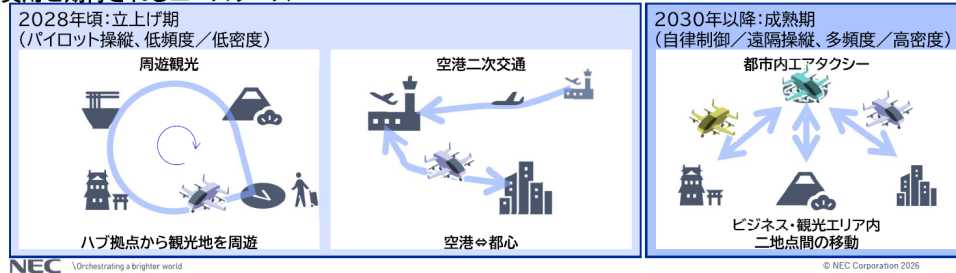 2028年頃:立上げ期
(パイロット操縦、低頻度／低密度)
周遊観光
ハブ拠点から観光地を周遊
空港二次交通
空港⇔都心
2030年以降:成熟期
(自律制御／遠隔操縦、多頻度／高密度)
都市内エアタクシー
ビジネス・観光エリア内
二地点間の移動
NEC \Orchestrating a brighter world
© NEC Corporation 2026